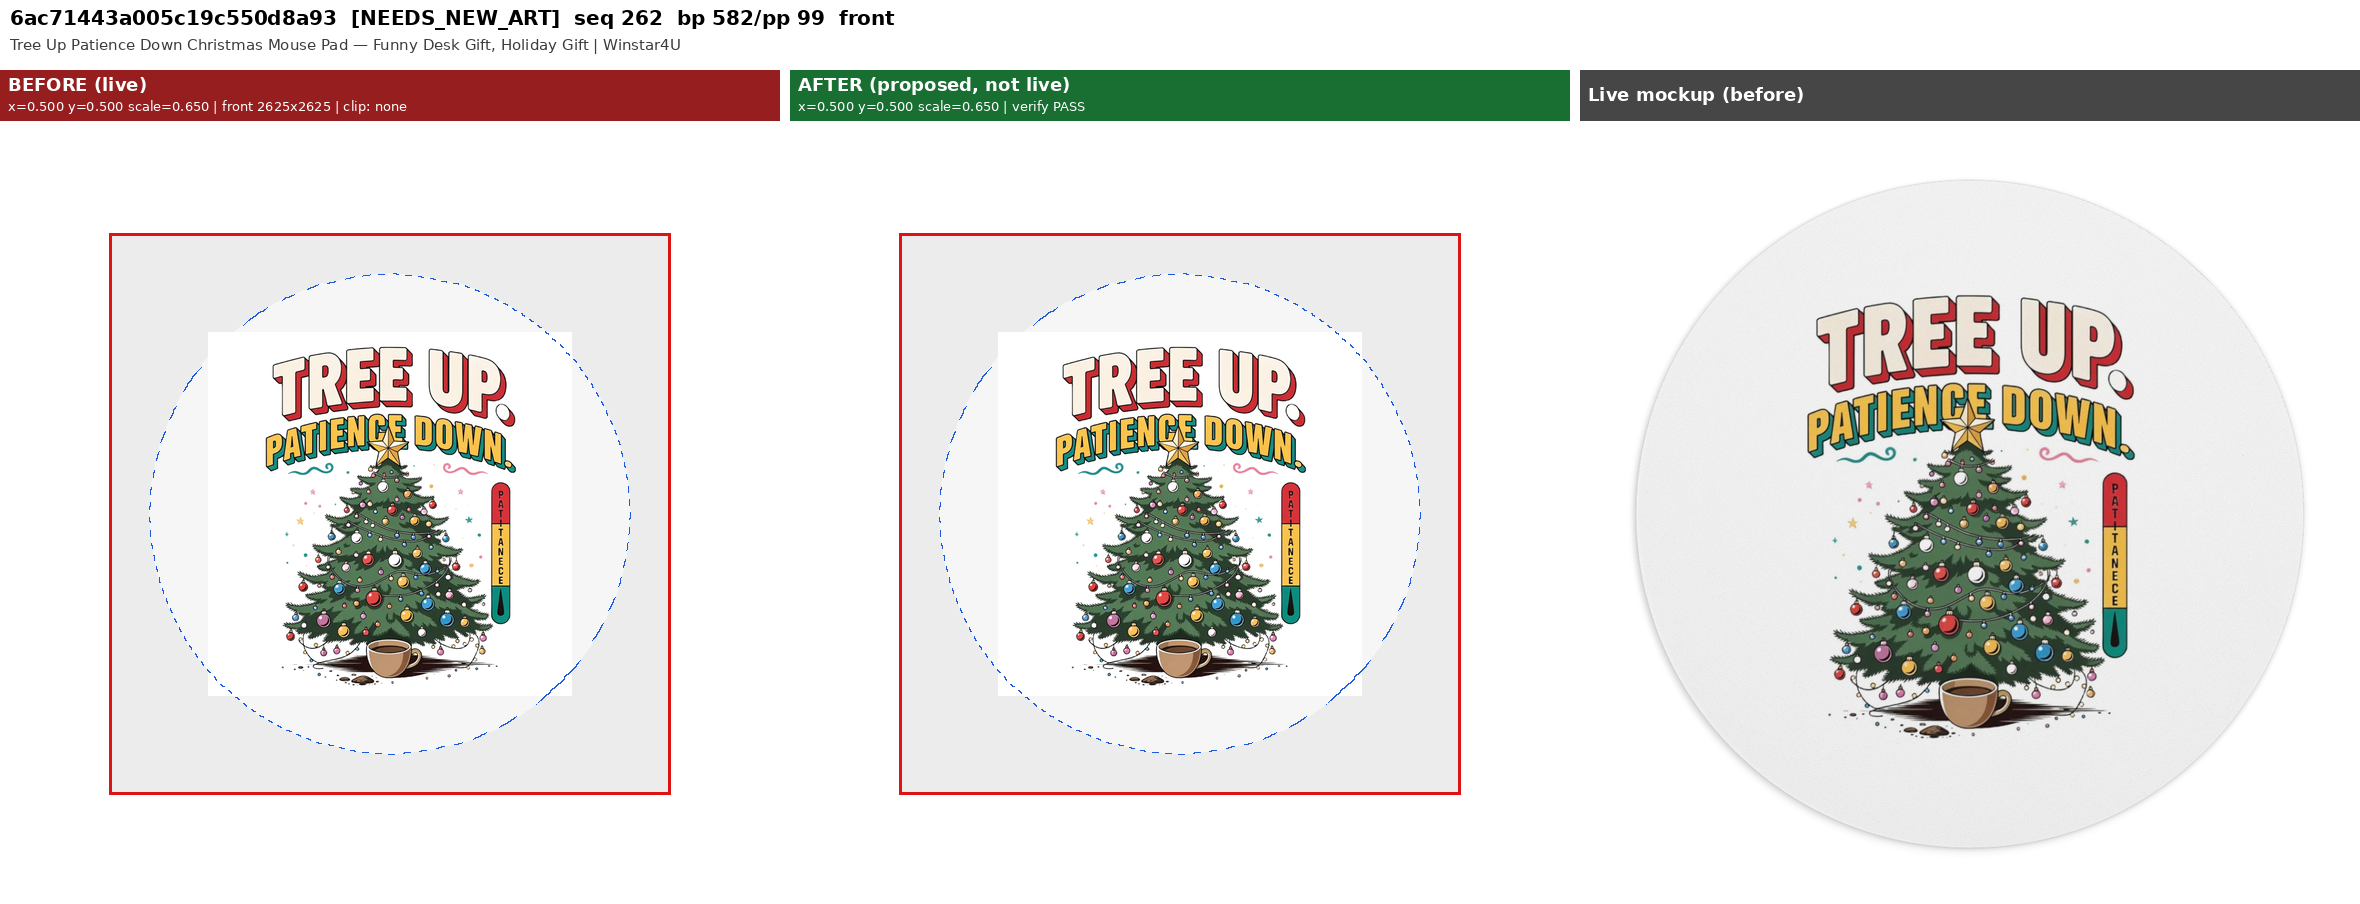 6ac71443a005c19c550d8a93 [NEEDS_NEW_ART] seq 262 bp 582/pp 99 front
Tree Up Patience Down Christmas Mouse Pad — Funny Desk Gift, Holiday Gift | Winstar4U
BEFORE (live)
x=0.500 y=0.500 scale=0.650 | front 2625x2625 | clip: none
AFTER (proposed, not live)
x=0.500 y=0.500 scale=0.650 | verify PASS
Live mockup (before)
TREE UP.
PATIENCE DOWN.
PATITANECE
TREE UP.
PATIENCE DOWN.
PATITANECE
TREE UP.
PATIENCE DOWN.
PATITANECE